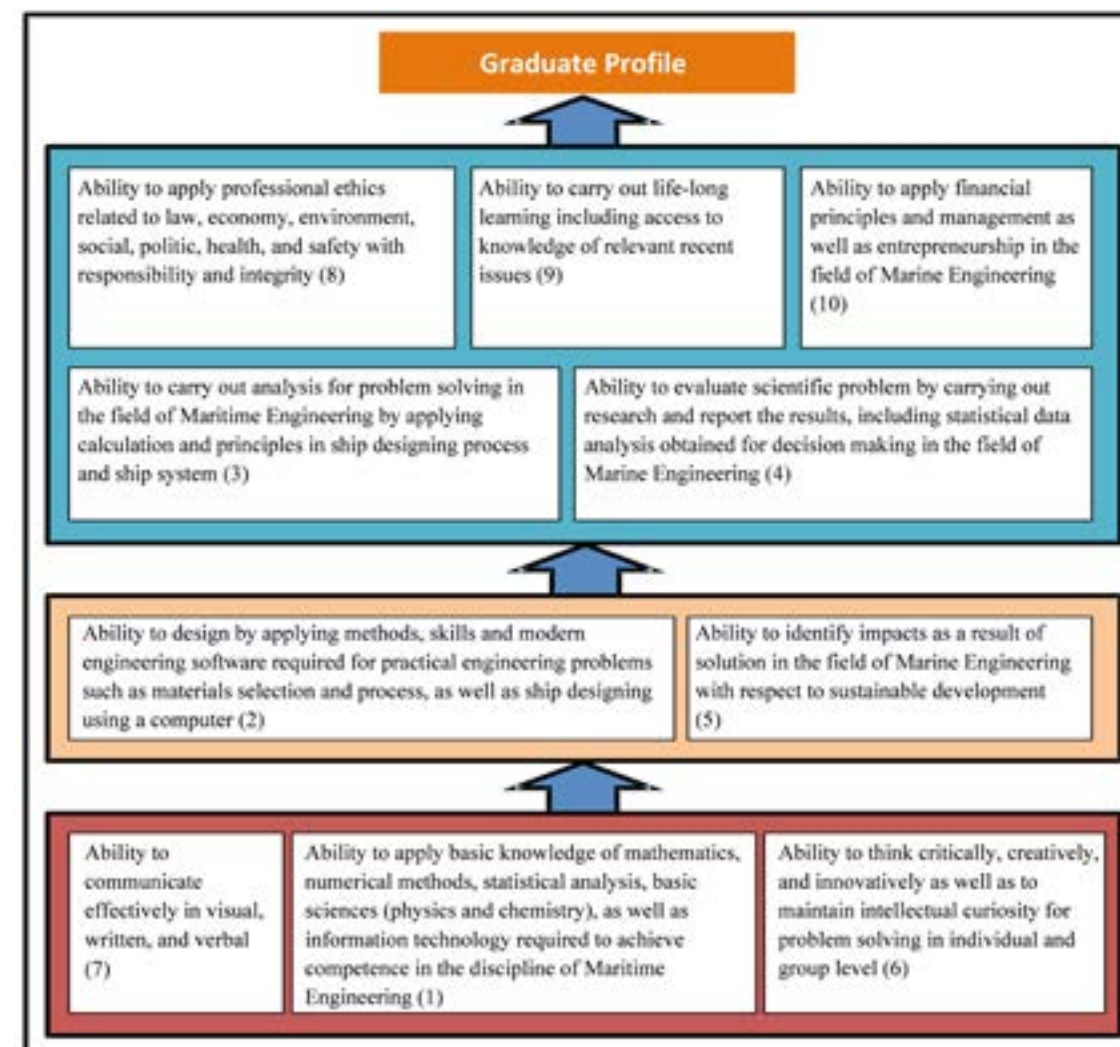 Graduate Profile
Ability to apply professional ethics
related to law, economy, environment,
social, politic, health, and safety with
responsibility and integrity (8)
Ability to carry out life-long
learning including access to
knowledge of relevant recent
issues (9)
Ability to apply financial
principles and management as
well as entrepreneurship in the
field of Marine Engineering
(10)
Ability to carry out analysis for problem solving in
the field of Maritime Engineering by applying
calculation and principles in ship designing process
and ship system (3)
Ability to evaluate scientific problem by carrying out
research and report the results, including statistical data
analysis obtained for decision making in the field of
Marine Engineering (4)
Ability to design by applying methods, skills and modern
engineering software required for practical engineering problems
such as materials selection and process, as well as ship designing
using a computer (2)
Ability to identify impacts as a result of
solution in the field of Marine Engineering
with respect to sustainable development
(5)
Ability to
communicate
effectively in visual,
written, and verbal
(7)
Ability to apply basic knowledge of mathematics,
numerical methods, statistical analysis, basic
sciences (physics and chemistry), as well as
information technology required to achieve
competence in the discipline of Maritime
Engineering (1)
Ability to think critically, creatively,
and innovatively as well as to
maintain intellectual curiosity for
problem solving in individual and
group level (6)